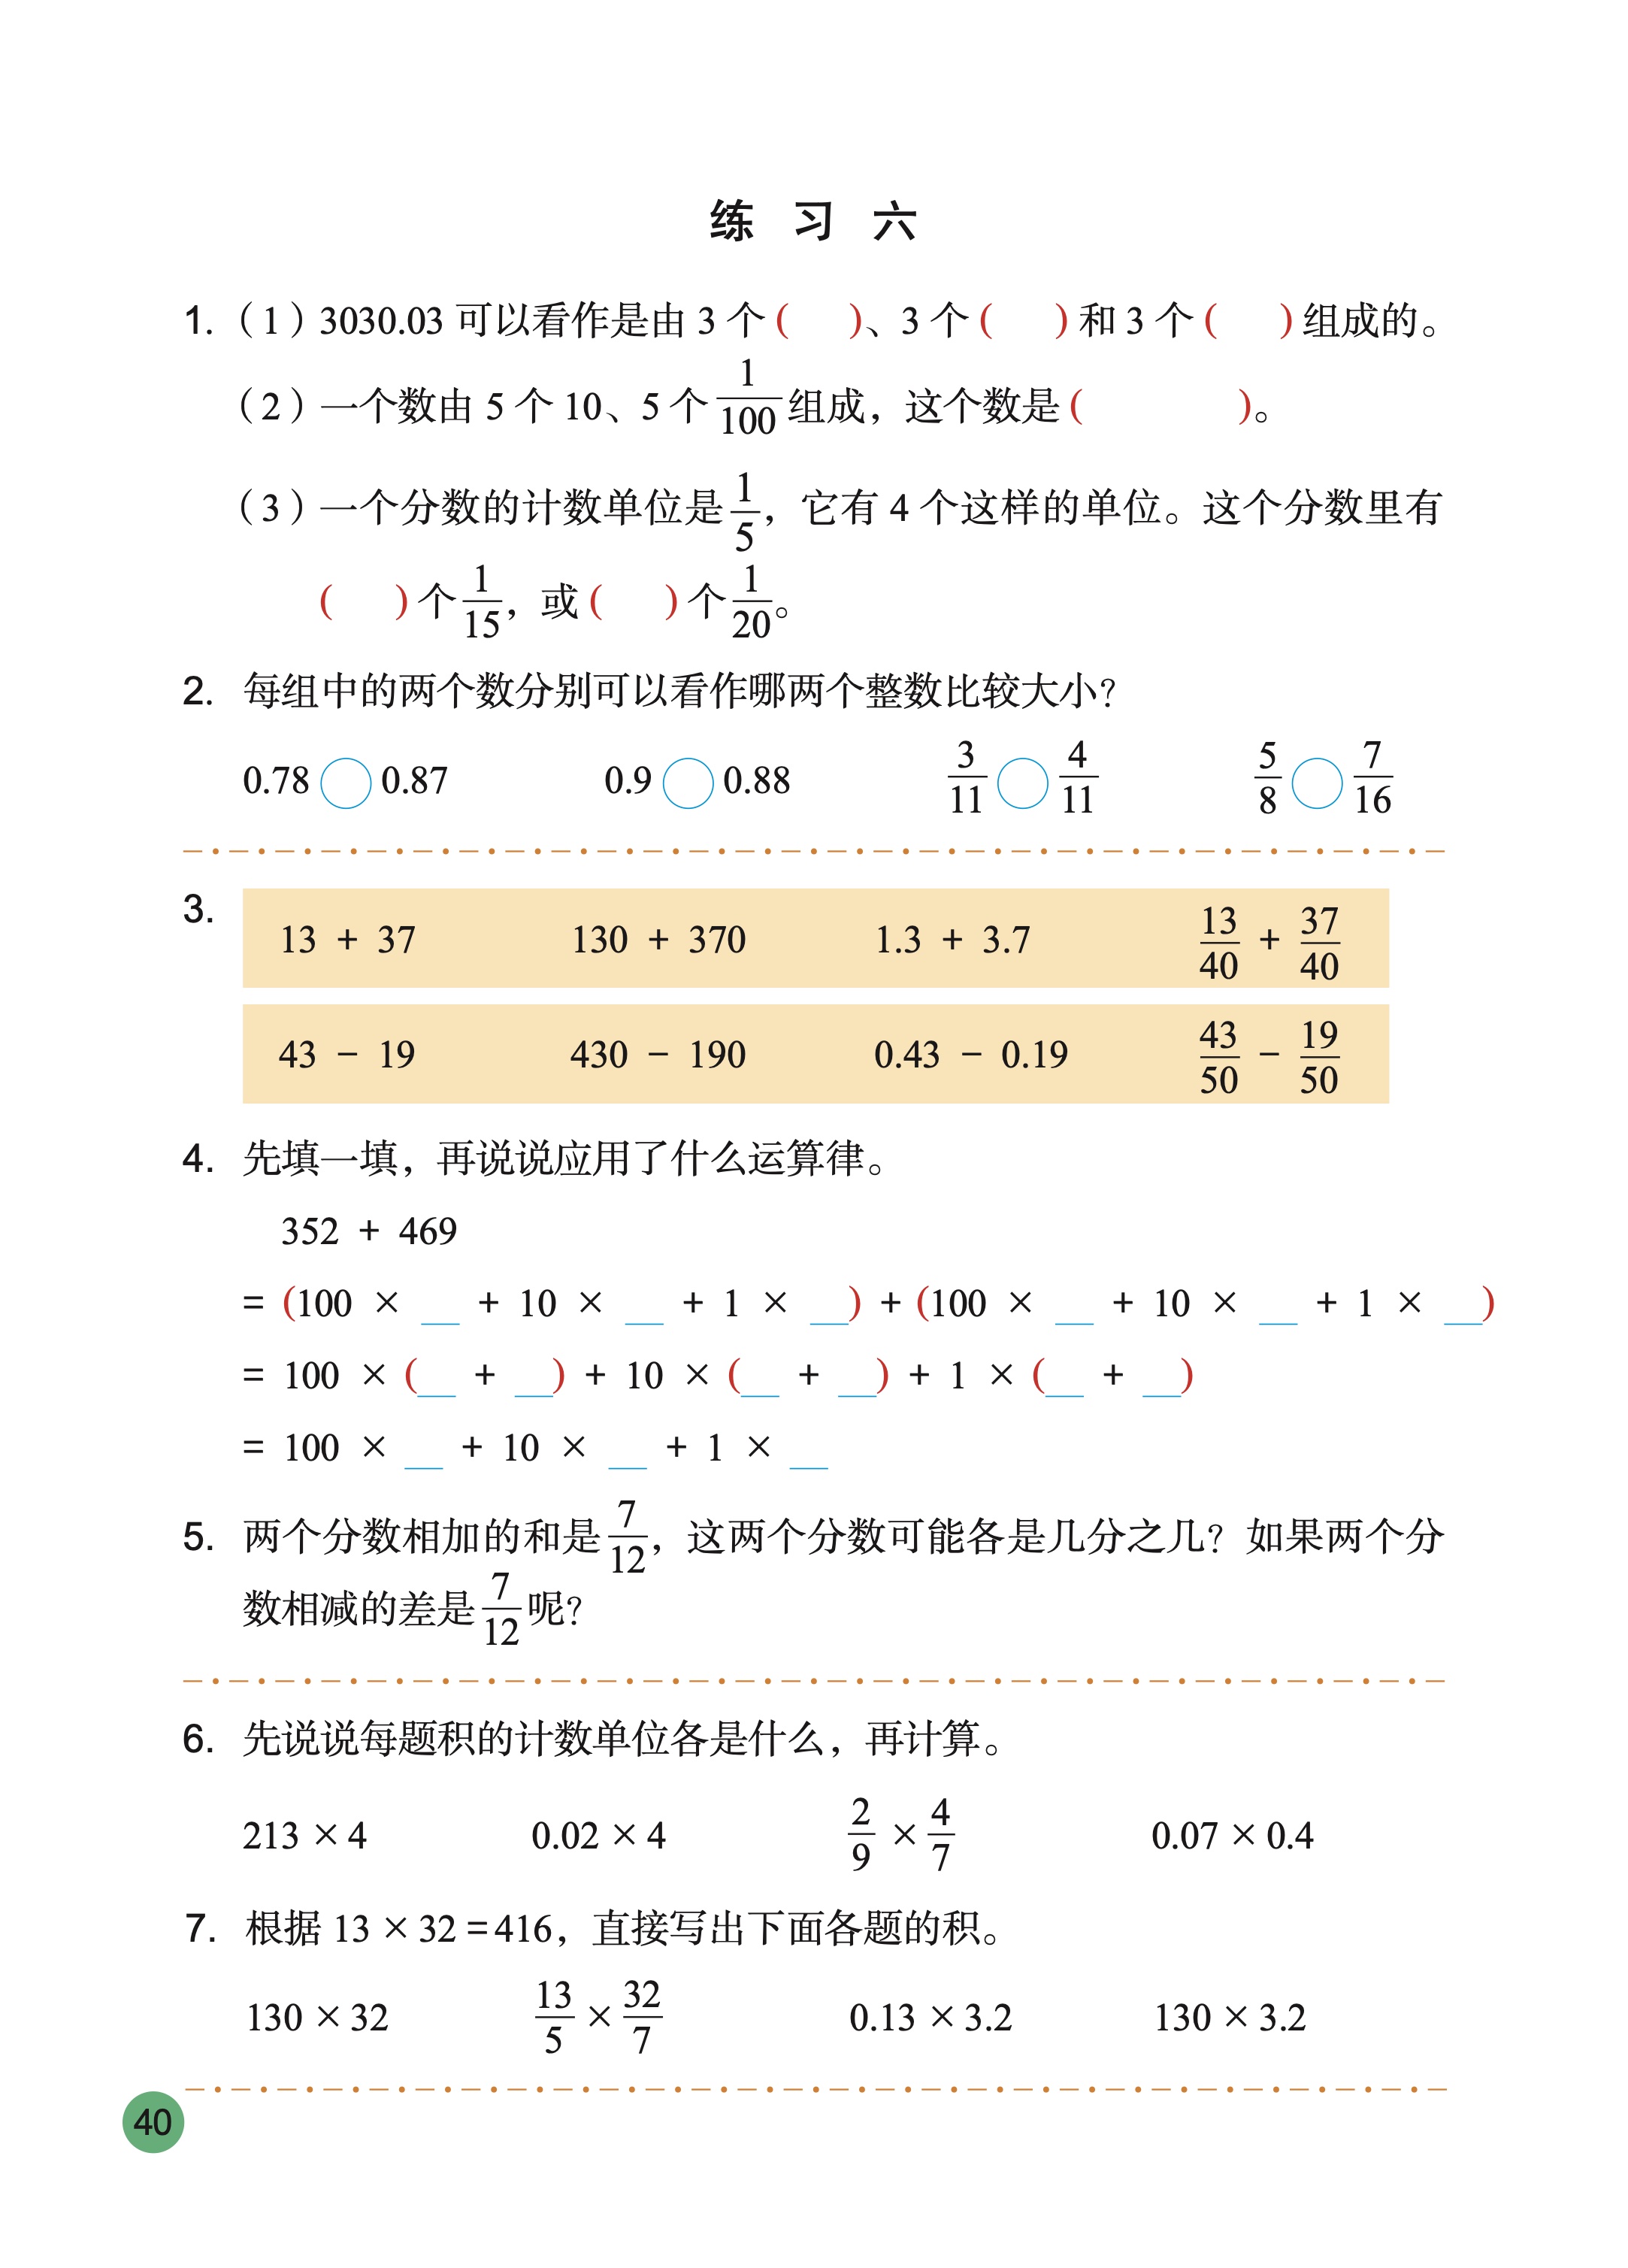 练 习 六
1.（1）3030.03 可以看作是由 3 个（　）、3 个（　）和 3 个（　）组成的。
（2）一个数由 5 个 10、5 个 1/100 组成，这个数是（　　　）。
（3）一个分数的计数单位是 1/5，它有 4 个这样的单位。这个分数里有
（　）个 1/15，或（　）个 1/20。
2. 每组中的两个数分别可以看作哪两个整数比较大小？
0.78 ○ 0.87　0.9 ○ 0.88　3/11 ○ 4/11　5/8 ○ 7/16
3. 13 + 37　130 + 370　1.3 + 3.7　13/40 + 37/40
43 − 19　430 − 190　0.43 − 0.19　43/50 − 19/50
4. 先填一填，再说说应用了什么运算律。
352 + 469
= (100 × __ + 10 × __ + 1 × __) + (100 × __ + 10 × __ + 1 × __)
= 100 × (__ + __) + 10 × (__ + __) + 1 × (__ + __)
= 100 × __ + 10 × __ + 1 × __
5. 两个分数相加的和是 7/12，这两个分数可能各是几分之几？如果两个分
数相减的差是 7/12 呢？
6. 先说说每题积的计数单位各是什么，再计算。
213 × 4　0.02 × 4　2/9 × 4/7　0.07 × 0.4
7. 根据 13 × 32 = 416，直接写出下面各题的积。
130 × 32　13/5 × 32/7　0.13 × 3.2　130 × 3.2
40